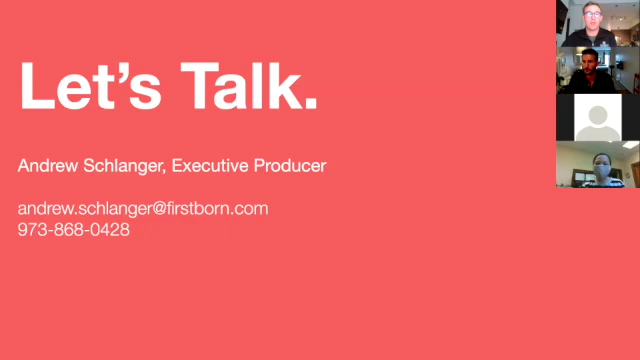 Let's Talk.
Andrew Schlanger, Executive Producer
andrew.schlanger@firstborn.com
973-868-0428